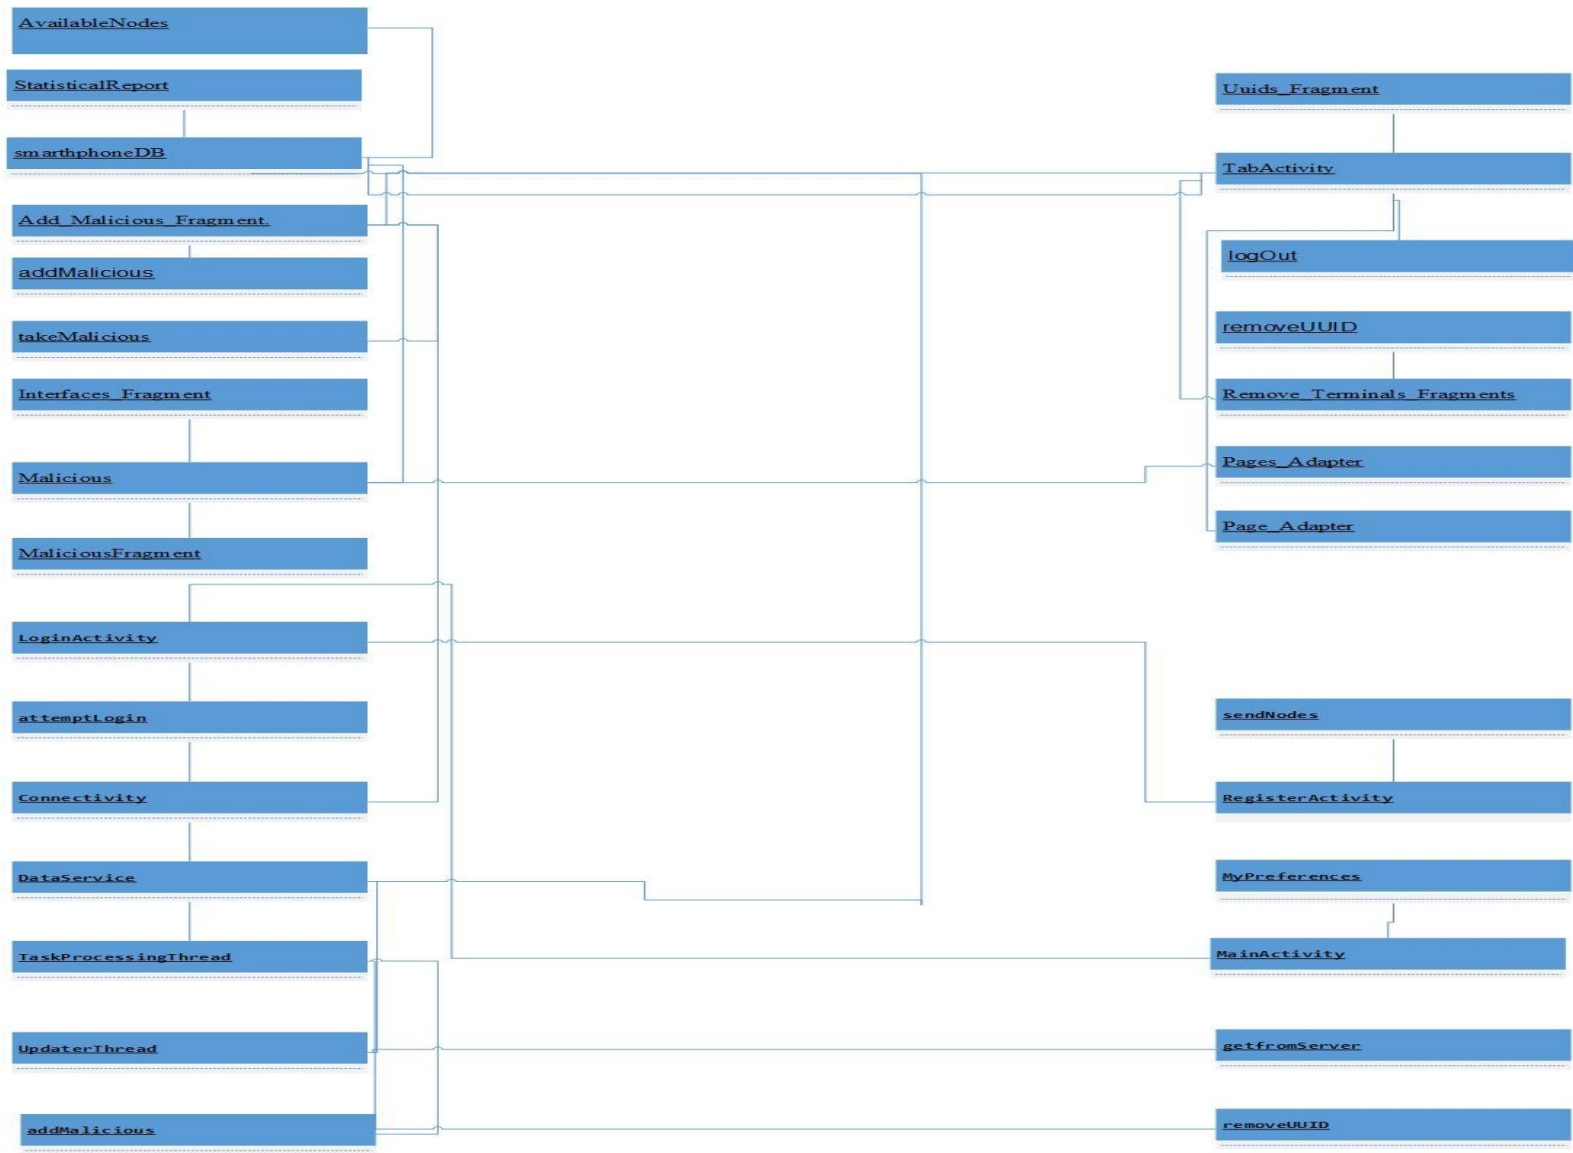 AvailableNodes
StatisticalReport
smarthphoneDB
Add_Malicious_Fragment.
addMalicious
takeMalicious
Interfaces_Fragment
Malicious
MaliciousFragment
LoginActivity
attemptLogin
Connectivity
DataService
TaskProcessingThread
UpdaterThread
addMalicious
Uuids_Fragment
TabActivity
logOut
removeUUID
Remove_Terminals_Fragments
Pages_Adapter
Page_Adapter
sendNodes
RegisterActivity
MyPreferences
MainActivity
getfromServer
removeUUID